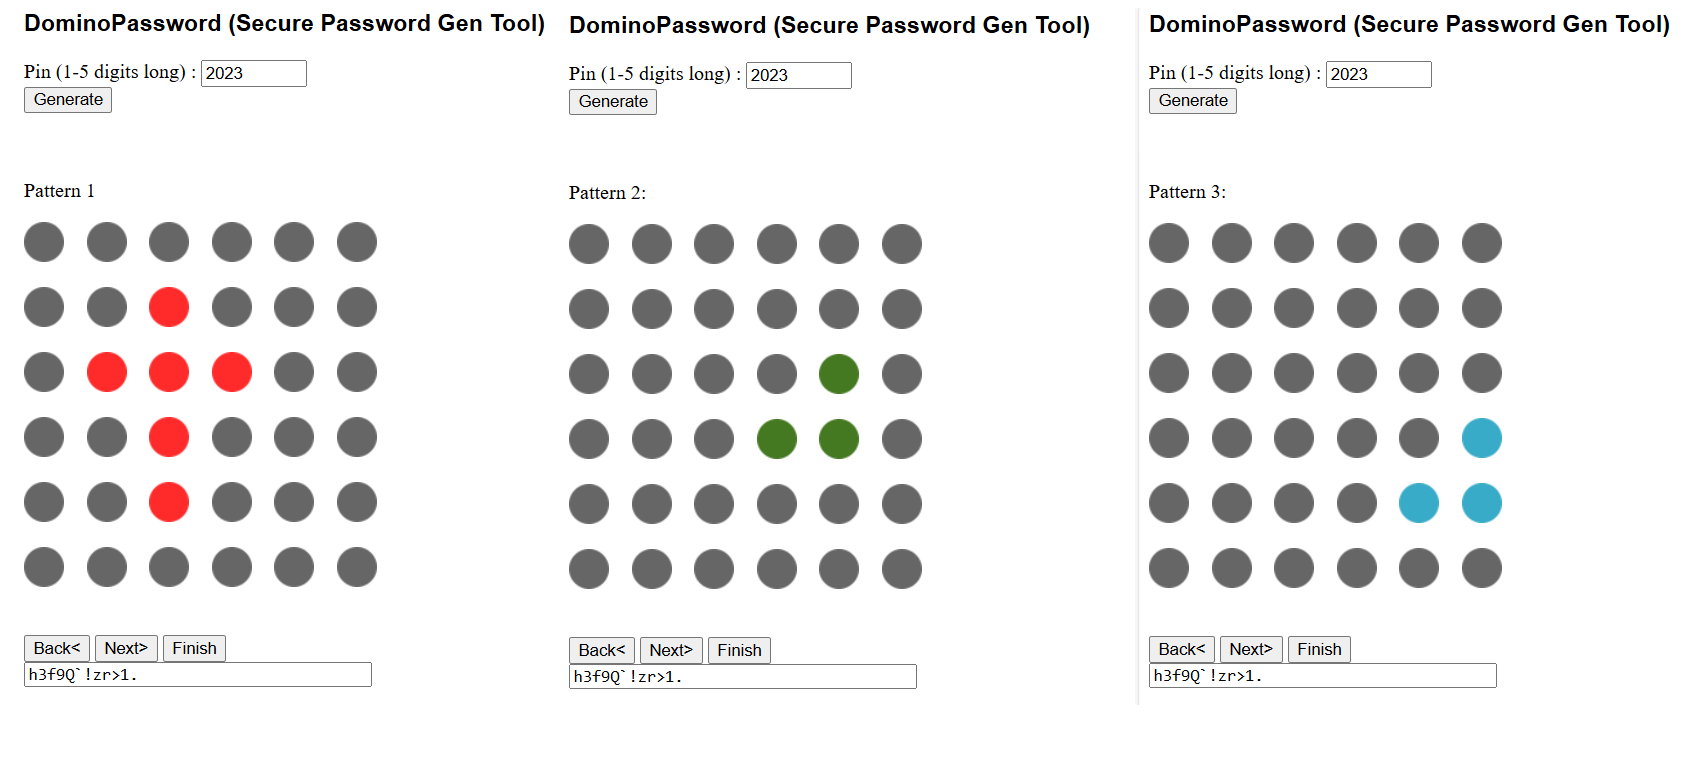 DominoPassword (Secure Password Gen Tool)
Pin (1-5 digits long) : 2023
Generate
Pattern 1
Back< Next> Finish
h3f9Q`!zr>1.
DominoPassword (Secure Password Gen Tool)
Pin (1-5 digits long) : 2023
Generate
Pattern 2:
Back< Next> Finish
h3f9Q`!zr>1.
DominoPassword (Secure Password Gen Tool)
Pin (1-5 digits long) : 2023
Generate
Pattern 3:
Back< Next> Finish
h3f9Q`!zr>1.